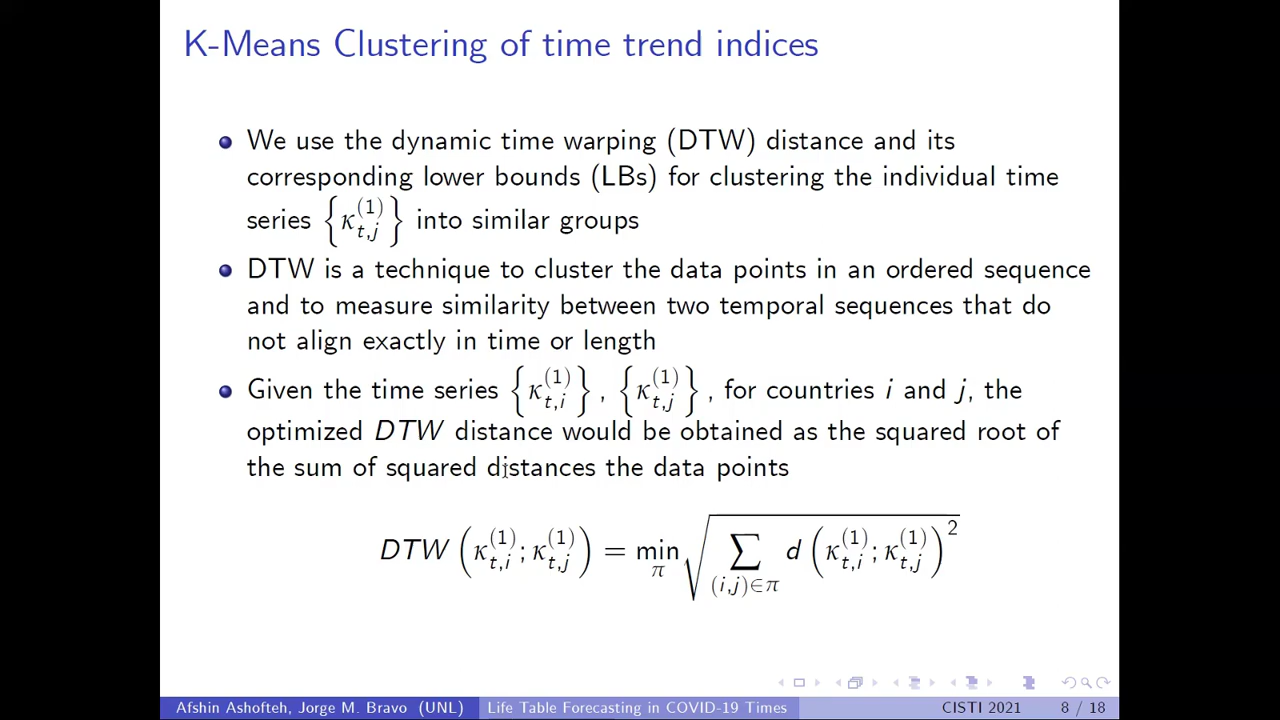 K-Means Clustering of time trend indices
We use the dynamic time warping (DTW) distance and its
corresponding lower bounds (LBs) for clustering the individual time
series {κ_{t,j}^{(1)}} into similar groups
DTW is a technique to cluster the data points in an ordered sequence
and to measure similarity between two temporal sequences that do
not align exactly in time or length
Given the time series {κ_{t,i}^{(1)}} , {κ_{t,j}^{(1)}} , for countries i and j, the
optimized DTW distance would be obtained as the squared root of
the sum of squared distances the data points
DTW (κ_{t,i}^{(1)}; κ_{t,j}^{(1)}) = min_π √(∑_{(i,j)∈π} d (κ_{t,i}^{(1)}; κ_{t,j}^{(1)})^2)
Afshin Ashofteh, Jorge M. Bravo (UNL) Life Table Forecasting in COVID-19 Times CISTI 2021 8 / 18